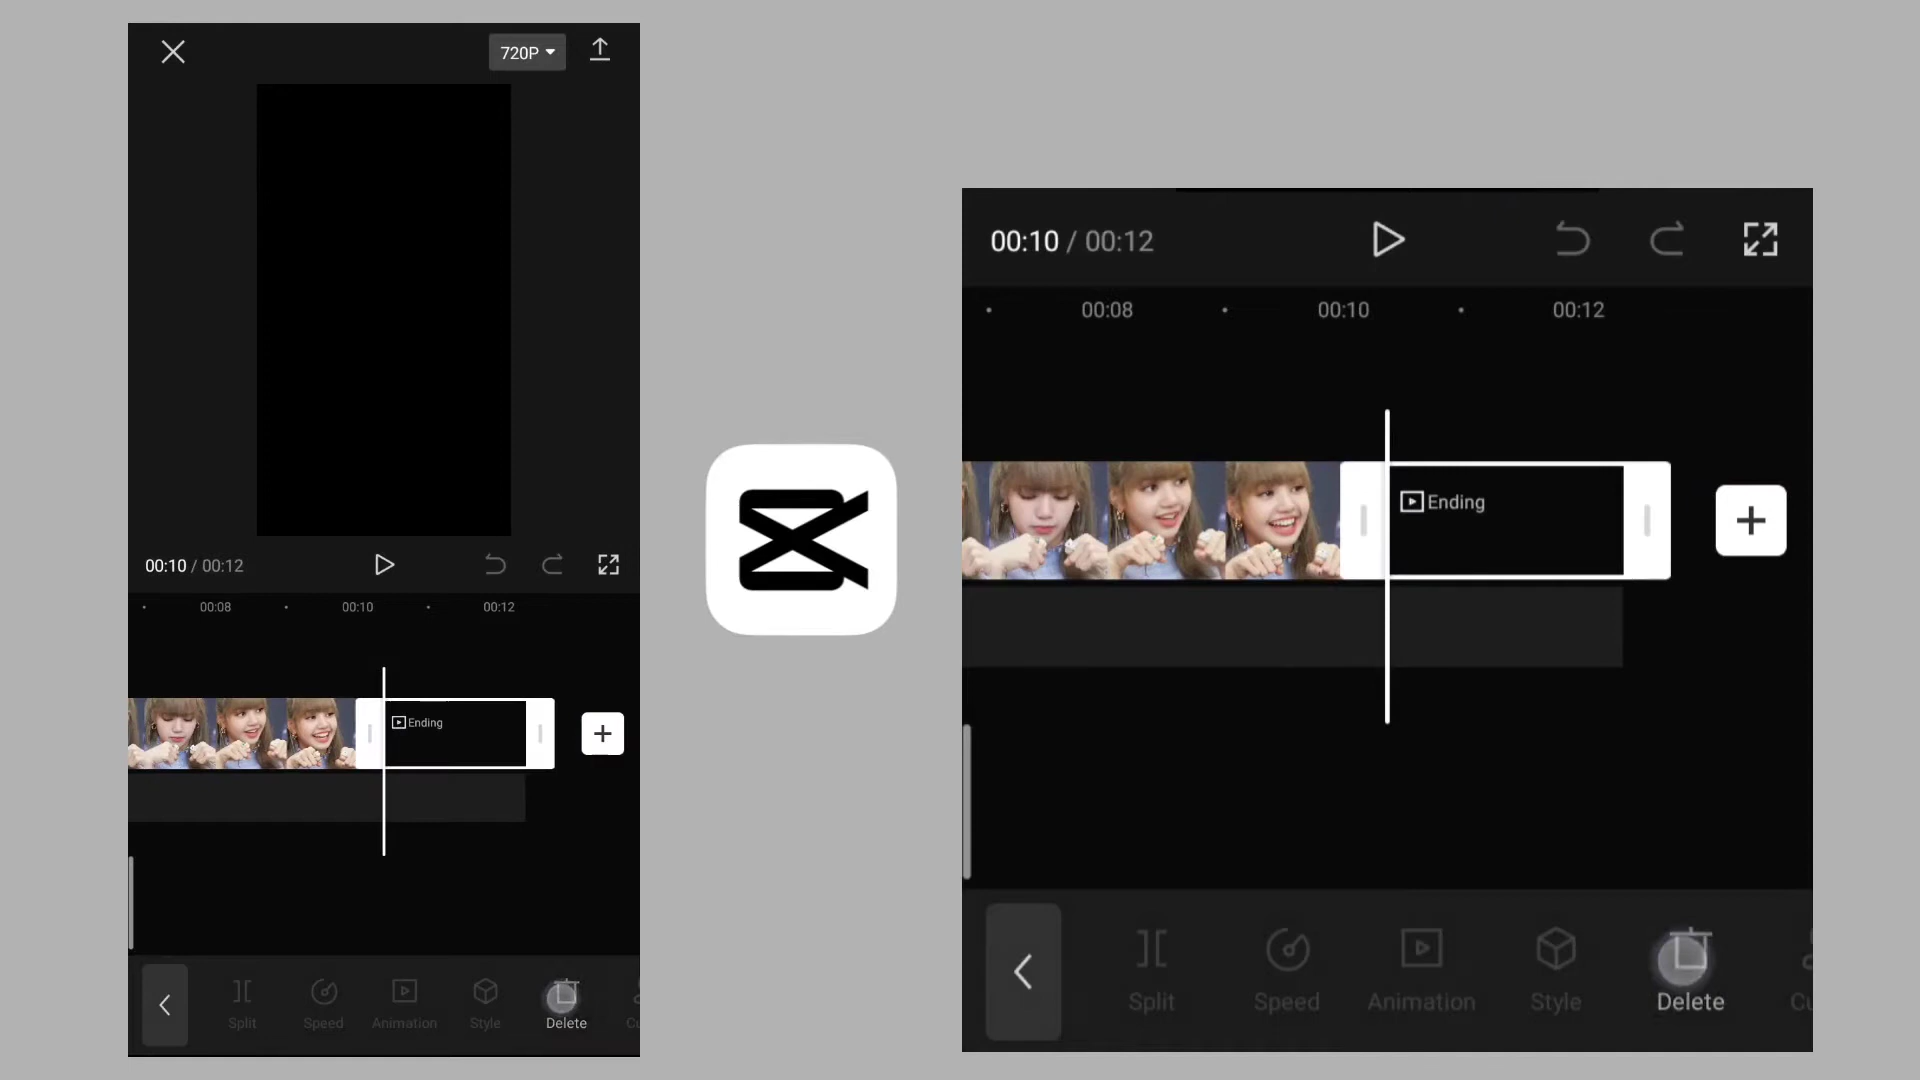 720P
00:10 / 00:12
00:08 00:10 00:12
Ending
Split Speed Animation Style Delete
00:10 / 00:12
00:08 00:10 00:12
Ending
Split Speed Animation Style Delete